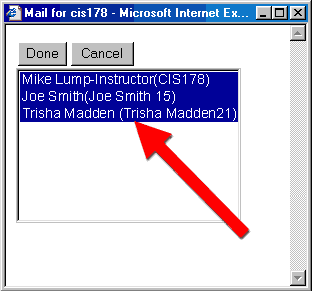 Mail for cis178 - Microsoft Internet Ex...
Done Cancel
Mike Lump-Instructor(CIS178)
Joe Smith(Joe Smith 15)
Trisha Madden (Trisha Madden21)